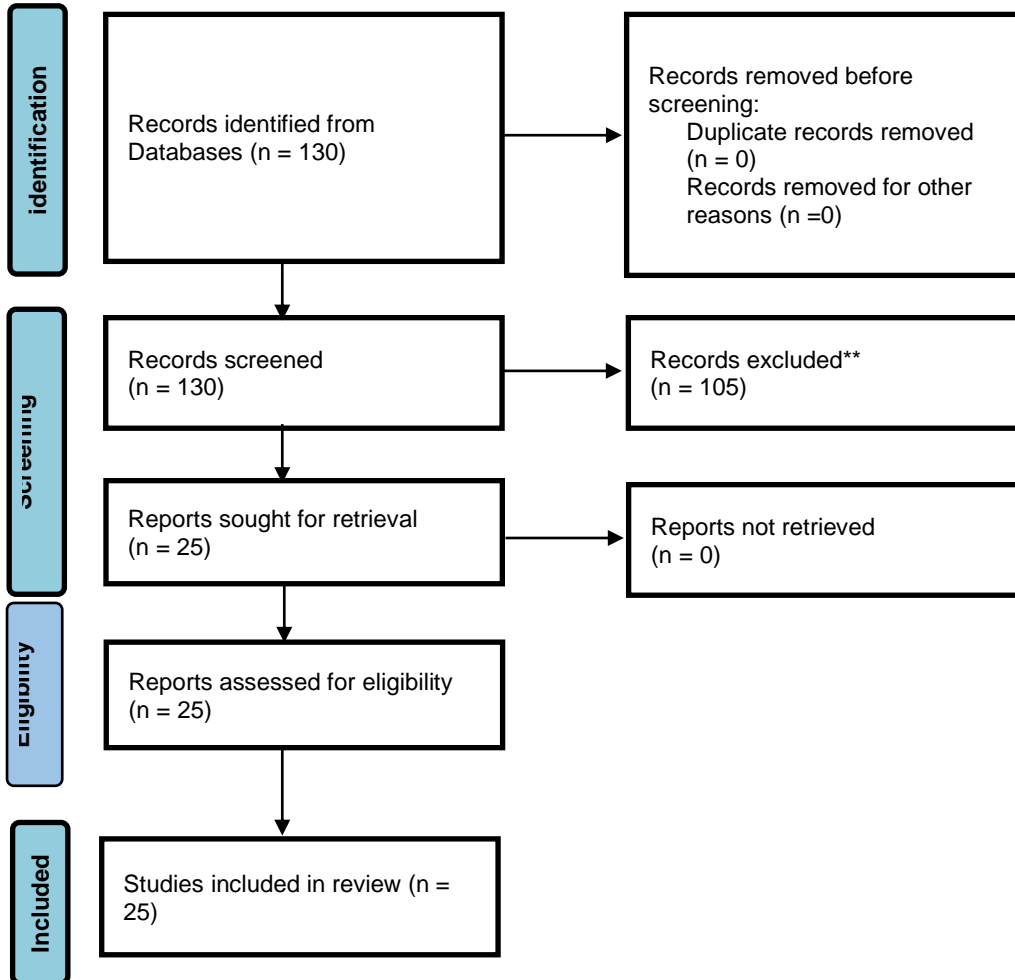 identification
Records identified from
Databases (n = 130)
Records removed before
screening:
Duplicate records removed
(n = 0)
Records removed for other
reasons (n =0)
Screening
Records screened
(n = 130)
Records excluded**
(n = 105)
Reports sought for retrieval
(n = 25)
Reports not retrieved
(n = 0)
Eligibility
Reports assessed for eligibility
(n = 25)
Included
Studies included in review (n =
25)